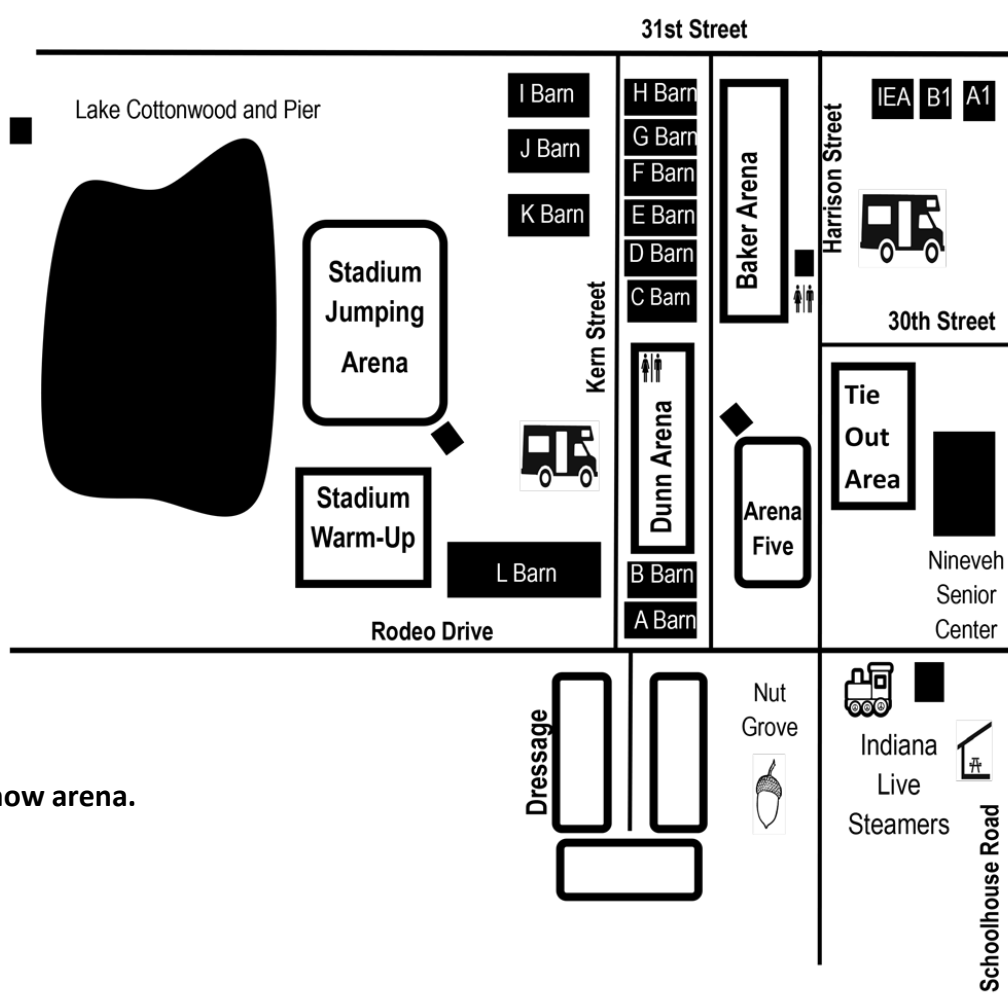 31st Street
Lake Cottonwood and Pier
I Barn
J Barn
K Barn
H Barn
G Barn
F Barn
E Barn
D Barn
C Barn
Baker Arena
Harrison Street
IEA
B1
A1
30th Street
Kern Street
Stadium
Jumping
Arena
Stadium
Warm-Up
Dunn Arena
Arena
Five
Tie
Out
Area
Nineveh
Senior
Center
L Barn
B Barn
A Barn
Rodeo Drive
Dressage
Nut
Grove
Indiana
Live
Steamers
Schoolhouse Road
arena.